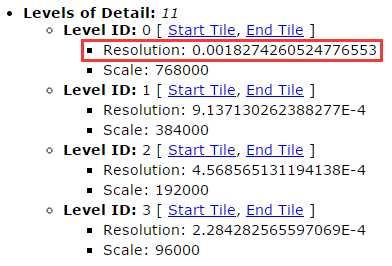 Levels of Detail: 11
Level ID: 0 [ Start Tile, End Tile ]
Resolution: 0.0018274260524776553
Scale: 768000
Level ID: 1 [ Start Tile, End Tile ]
Resolution: 9.137130262388277E-4
Scale: 384000
Level ID: 2 [ Start Tile, End Tile ]
Resolution: 4.568565131194138E-4
Scale: 192000
Level ID: 3 [ Start Tile, End Tile ]
Resolution: 2.284282565597069E-4
Scale: 96000